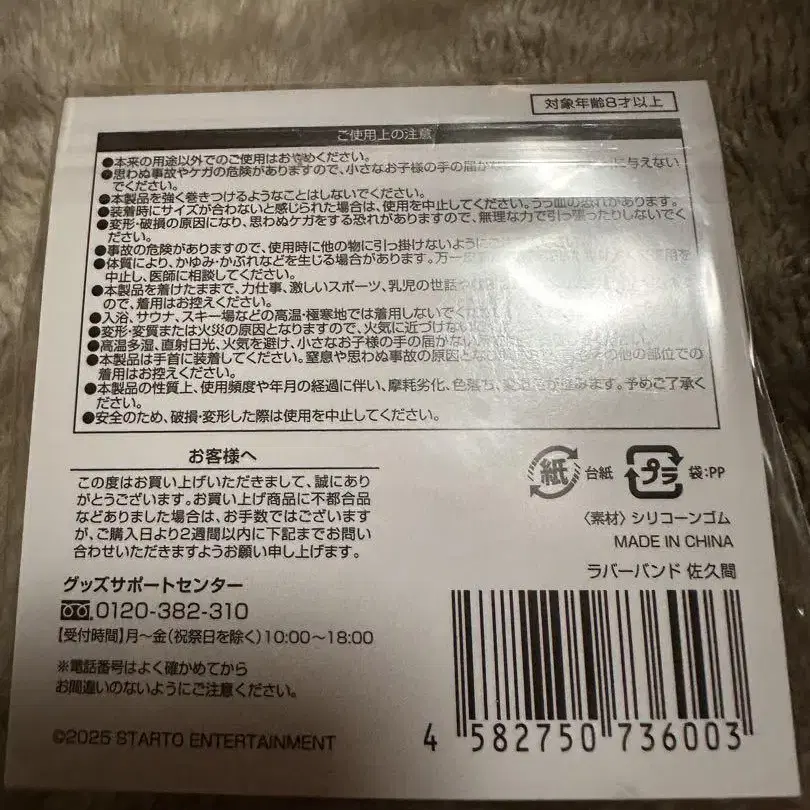 対象年齢8才以上
ご使用上の注意
●本来の用途以外でのご使用はおやめください。
●思わぬ事故やケガの危険がありますので、小さなお子様の手の届かな に与えない
でください。
●本製品を強く巻きつけるようなことはしないでください。
●装着時にサイズが合わないと感じられた場合は、使用を中止してください。うっ血の恐れがあります。
●変形・破損の原因になり、思わぬケガをする恐れがありますので、無理な力で引っ張ったりしないでく
ださい。
●事故の危険がありますので、使用時に他の物に引っ掛けないように
●体質により、かゆみ・かぶれなどを生じる場合があります。万一 を
中止し、医師に相談してください。
●本製品を着けたままで、力仕事、激しいスポーツ、乳児の世話や
ので、着用はお控えください。
●入浴、サウナ、スキー場などの高温・極寒地では着用しないでくだ
●変形・変質または火災の原因となりますので、火気に近づけない
●高温多湿、直射日光、火気を避け、小さなお子様の手の届かない
●本製品は手首に装着してください。窒息や思わぬ事故の原因とな その他の部位での
着用はお控えください。
●本製品の性質上、使用頻度や年月の経過に伴い、摩耗劣化、色落ち、 みます。予めご了承く
ださい。
●安全のため、破損・変形した際は使用を中止してください。
お客様へ
この度はお買い上げいただきまして、誠にあり
がとうございます。お買い上げ商品に不都合品
などありました場合は、お手数ではございます
が、ご購入日より2週間以内に下記までお問い
合わせいただきますようお願い申し上げます。
グッズサポートセンター
0120-382-310
【受付時間】月〜金(祝祭日を除く)10:00〜18:00
※電話番号はよく確かめてから
お間違いのないようにご注意ください。
©2025 STARTO ENTERTAINMENT
紙 台紙 プラ 袋:PP
〈素材〉シリコーンゴム
MADE IN CHINA
ラバーバンド 佐久間
4 582750 736003